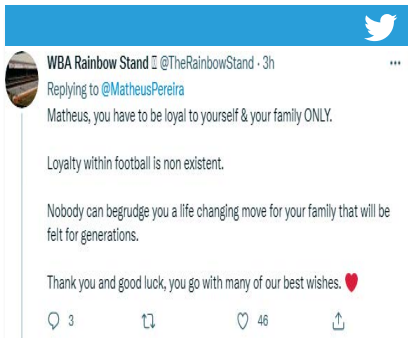 WBA Rainbow Stand @TheRainbowStand · 3h
Replying to @MatheusPereira
Matheus, you have to be loyal to yourself & your family ONLY.
Loyalty within football is non existent.
Nobody can begrudge you a life changing move for your family that will be
felt for generations.
Thank you and good luck, you go with many of our best wishes. ❤️
3 46